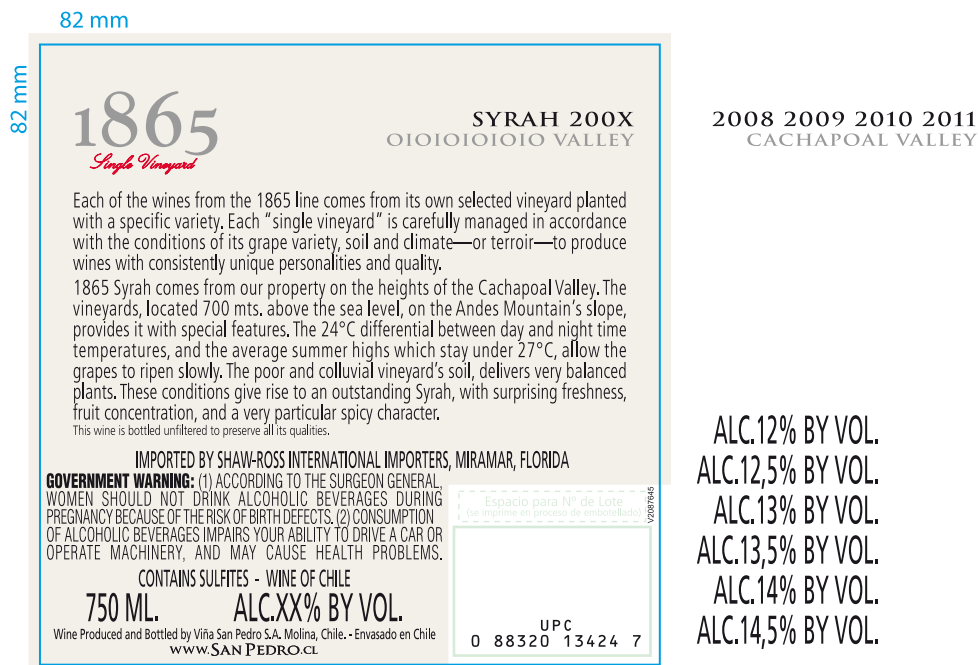 82 mm
82 mm
1865
Single Vineyard
SYRAH 200X
OIOIOIOIOIO VALLEY
2008 2009 2010 2011
CACHAPOAL VALLEY
Each of the wines from the 1865 line comes from its own selected vineyard planted
with a specific variety. Each “single vineyard” is carefully managed in accordance
with the conditions of its grape variety, soil and climate—or terroir—to produce
wines with consistently unique personalities and quality.
1865 Syrah comes from our property on the heights of the Cachapoal Valley. The
vineyards, located 700 mts. above the sea level, on the Andes Mountain’s slope,
provides it with special features. The 24°C differential between day and night time
temperatures, and the average summer highs which stay under 27°C, allow the
grapes to ripen slowly. The poor and colluvial vineyard’s soil, delivers very balanced
plants. These conditions give rise to an outstanding Syrah, with surprising freshness,
fruit concentration, and a very particular spicy character.
This wine is bottled unfiltered to preserve all its qualities.
IMPORTED BY SHAW-ROSS INTERNATIONAL IMPORTERS, MIRAMAR, FLORIDA
GOVERNMENT WARNING: (1) ACCORDING TO THE SURGEON GENERAL,
WOMEN SHOULD NOT DRINK ALCOHOLIC BEVERAGES DURING
PREGNANCY BECAUSE OF THE RISK OF BIRTH DEFECTS. (2) CONSUMPTION
OF ALCOHOLIC BEVERAGES IMPAIRS YOUR ABILITY TO DRIVE A CAR OR
OPERATE MACHINERY, AND MAY CAUSE HEALTH PROBLEMS.
CONTAINS SULFITES - WINE OF CHILE
750 ML. ALC.XX% BY VOL.
Wine Produced and Bottled by Viña San Pedro S.A. Molina, Chile. - Envasado en Chile
WWW.SAN PEDRO.CL
Espacio para Nº de Lote
(se imprime en proceso de embotellado)
V2087645
UPC
0 88320 13424 7
ALC.12% BY VOL.
ALC.12,5% BY VOL.
ALC.13% BY VOL.
ALC.13,5% BY VOL.
ALC.14% BY VOL.
ALC.14,5% BY VOL.